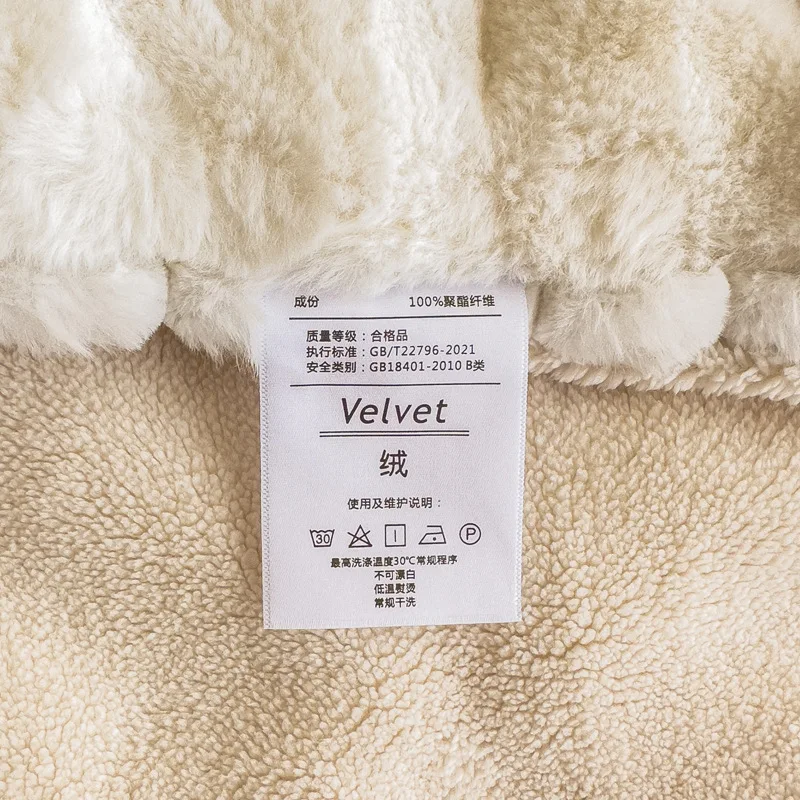 成份 100%聚酯纤维
质量等级：合格品
执行标准：GB/T22796-2021
安全类别：GB18401-2010 B类
Velvet
绒
使用及维护说明：
30 P
最高洗涤温度30℃常规程序
不可漂白
低温熨烫
常规干洗